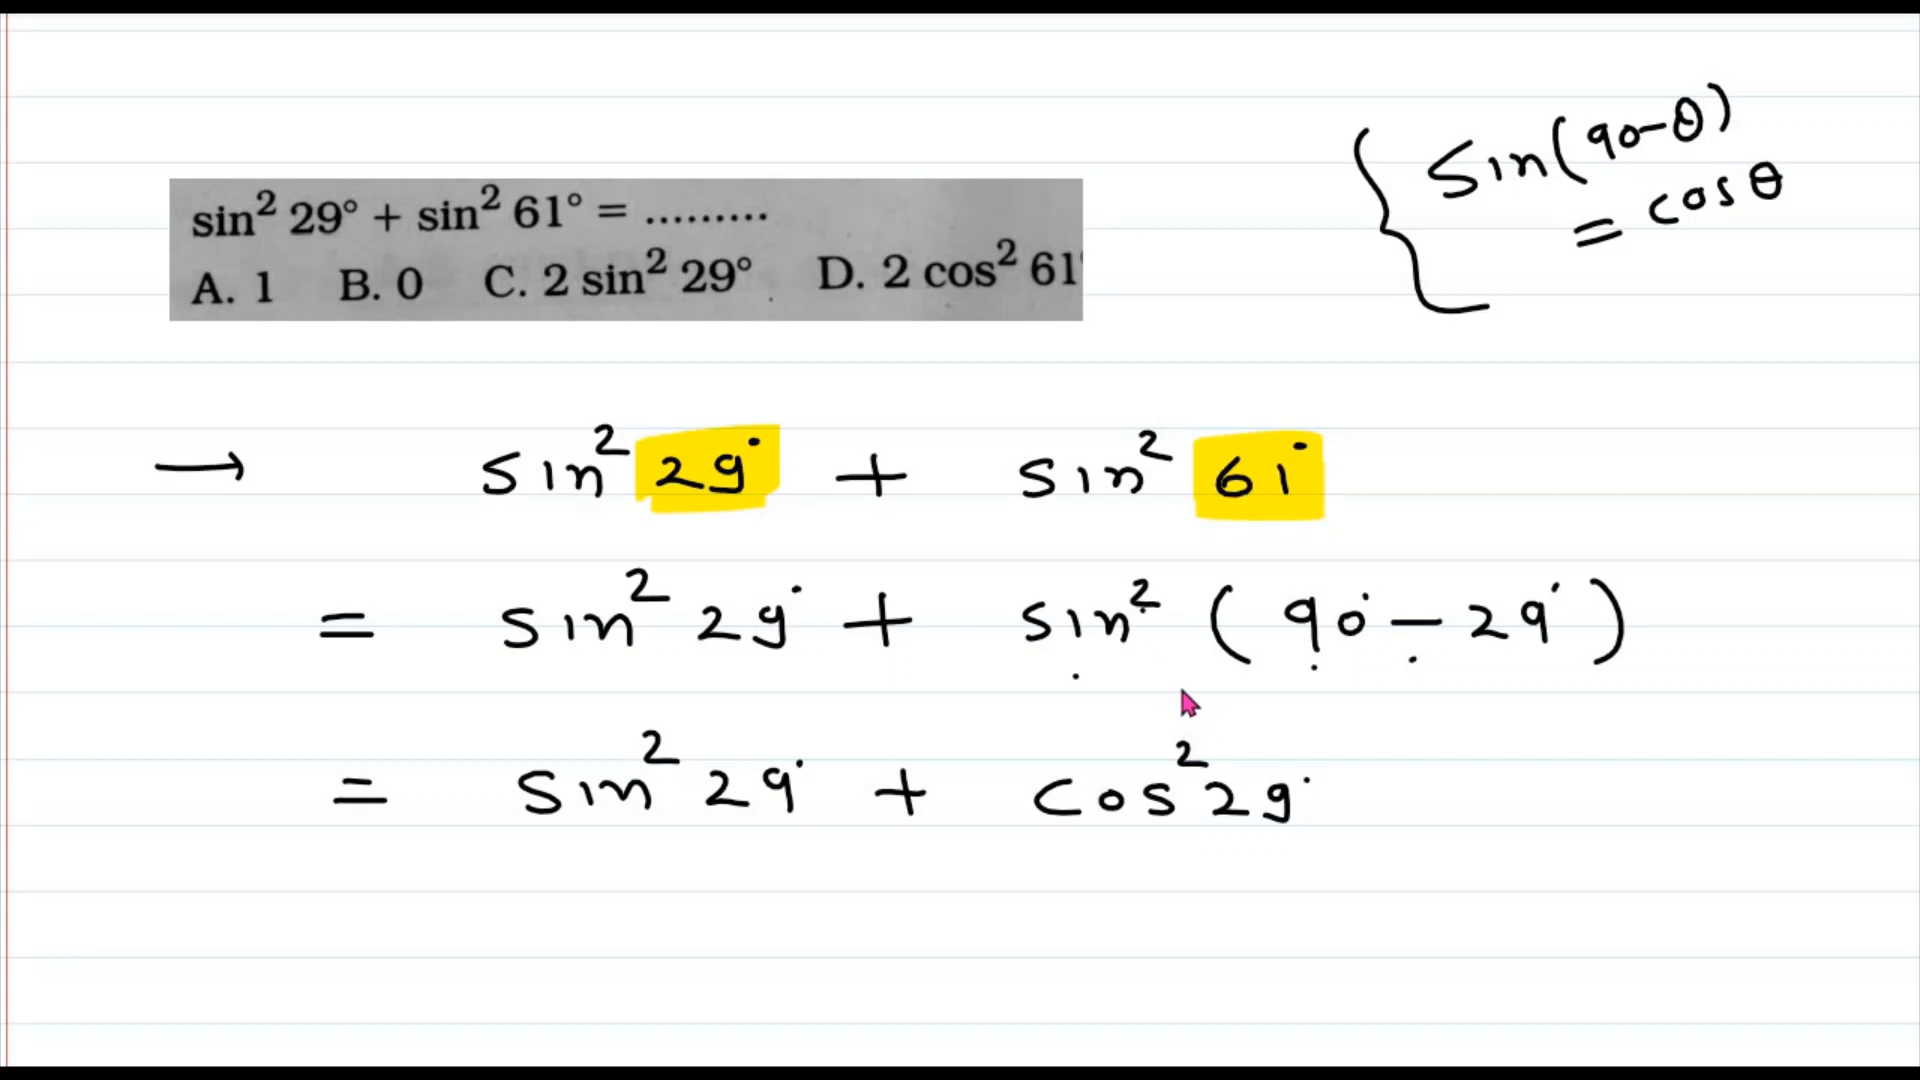 sin² 29° + sin² 61° = .........
A. 1 B. 0 C. 2 sin² 29° D. 2 cos² 61°
{ sin(90-θ)
= cosθ
→ sin² 29° + sin² 61°
= sin² 29° + sin² (90° - 29°)
= sin² 29° + cos² 29°